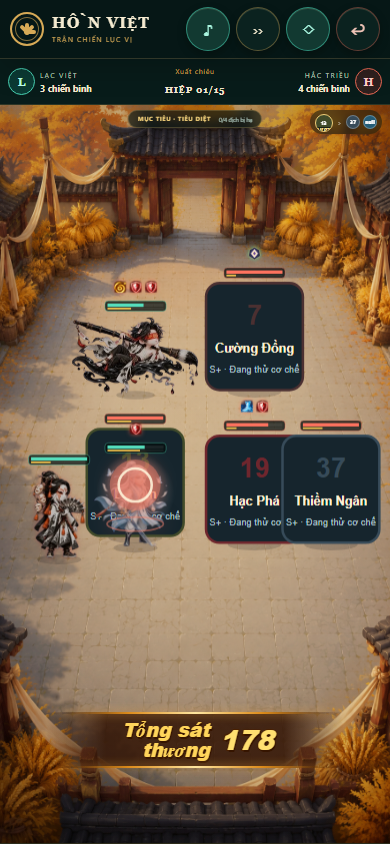 HỒN VIỆT
TRẬN CHIẾN LỤC VỊ
L
LẠC VIỆT
3 chiến binh
Xuất chiêu
HIỆP 01/15
HẮC TRIỀU
4 chiến binh
H
MỤC TIÊU · TIÊU DIỆT 0/4 địch bị hạ
37
7
Cường Đồng
S+ · Đang thử cơ chế
19
Hạc Phá
S+ · Đang thử cơ
37
Thiềm Ngân
S+ · Đang thử cơ chế
Tổng sát
thương
178